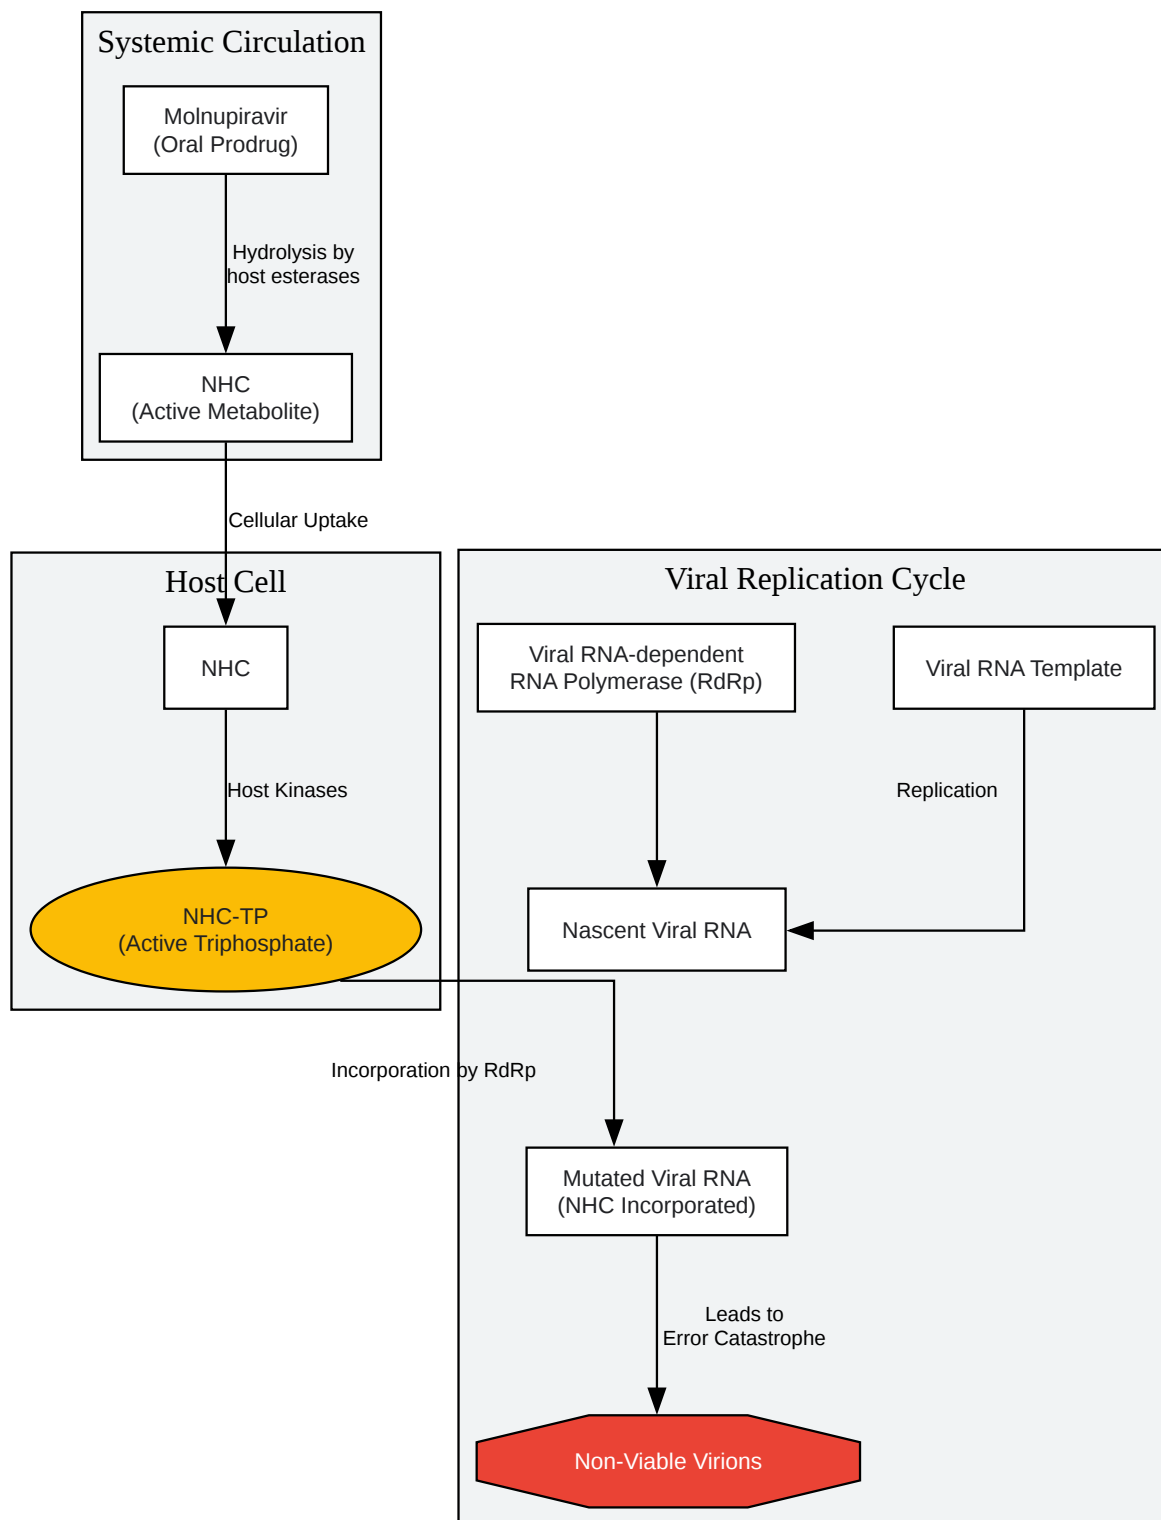 Systemic Circulation
Molnupiravir
(Oral Prodrug)
Hydrolysis by
host esterases
NHC
(Active Metabolite)
Cellular Uptake
Host Cell
NHC
Host Kinases
NHC-TP
(Active Triphosphate)
Viral Replication Cycle
Viral RNA-dependent
RNA Polymerase (RdRp)
Viral RNA Template
Replication
Nascent Viral RNA
Incorporation by RdRp
Mutated Viral RNA
(NHC Incorporated)
Leads to
Error Catastrophe
Non-Viable Virions